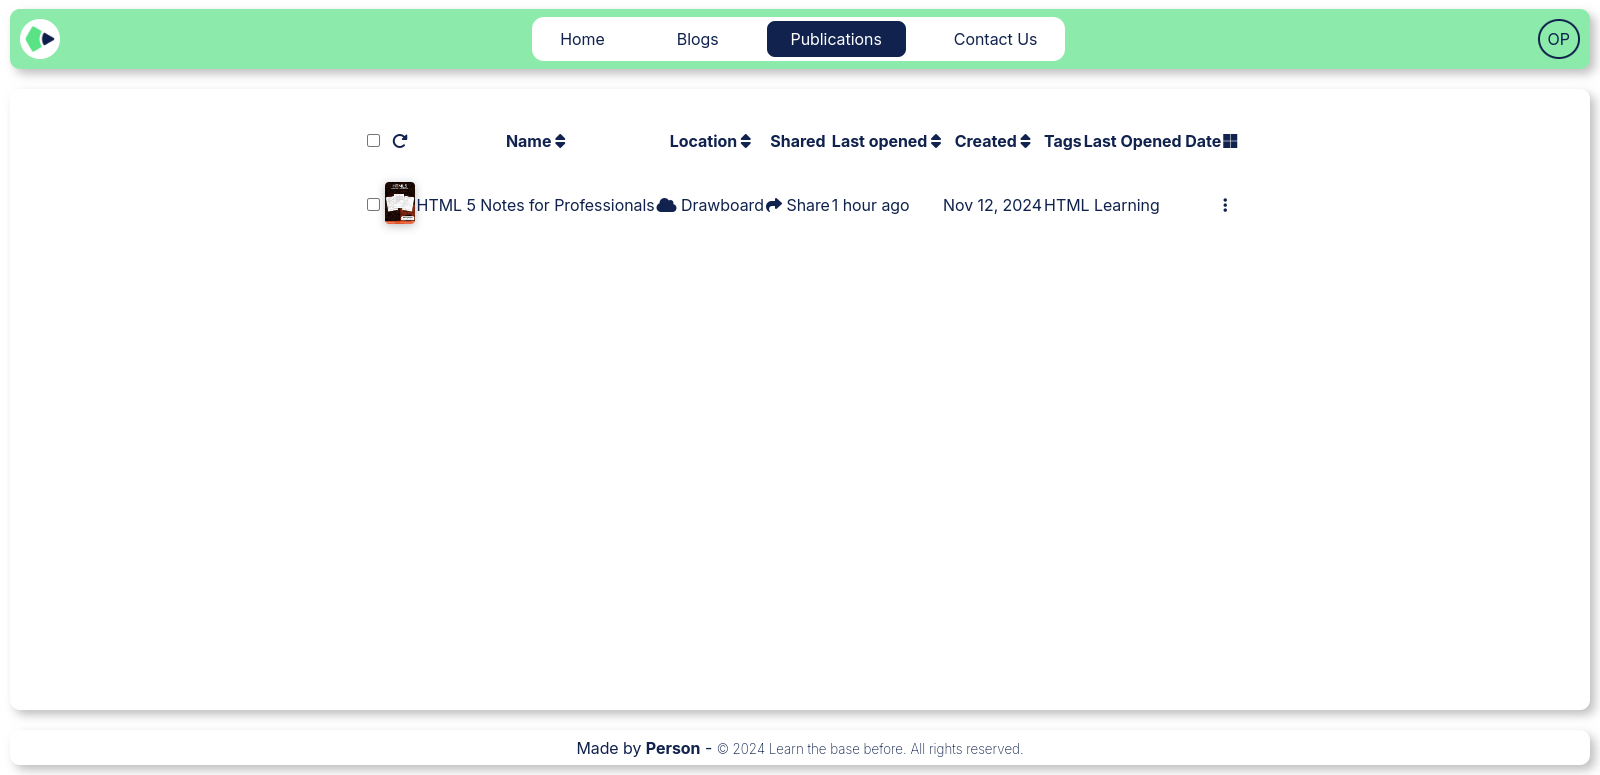 Home Blogs Publications Contact Us OP
Name Location Shared Last opened Created Tags Last Opened Date
HTML 5 Notes for Professionals Drawboard Share 1 hour ago Nov 12, 2024 HTML Learning
Made by Person - © 2024 Learn the base before. All rights reserved.